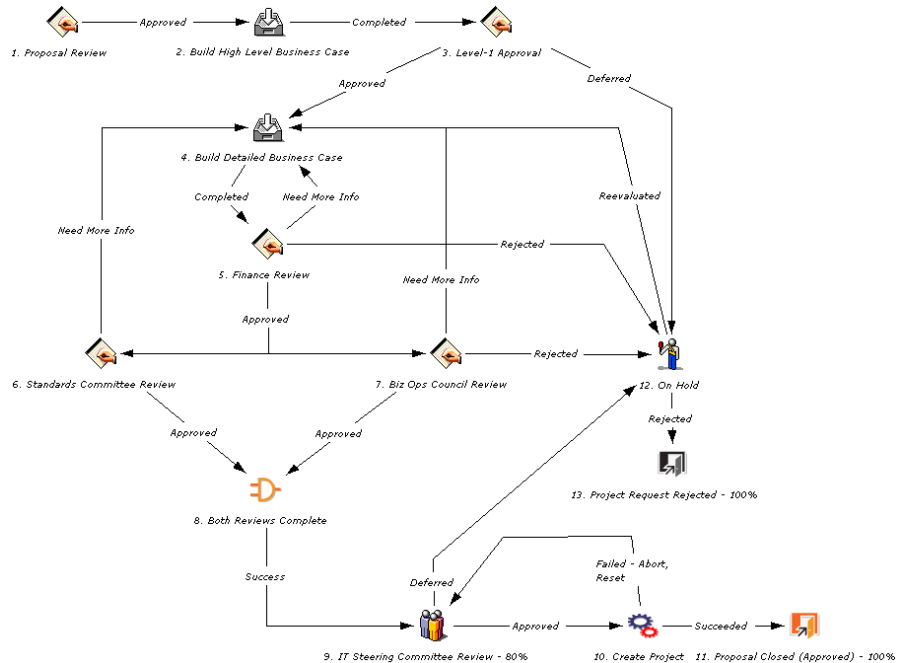 Approved
Completed
1. Proposal Review
2. Build High Level Business Case
3. Level-1 Approval
Approved
Deferred
4. Build Detailed Business Case
Completed
Need More Info
Reevaluated
Need More Info
Rejected
5. Finance Review
Need More Info
Approved
Rejected
6. Standards Committee Review
7. Biz Ops Council Review
12. On Hold
Approved
Approved
Rejected
13. Project Request Rejected - 100%
8. Both Reviews Complete
Success
Deferred
Failed - Abort,
Reset
Approved
Succeeded
9. IT Steering Committee Review - 80%
10. Create Project
11. Proposal Closed (Approved) - 100%